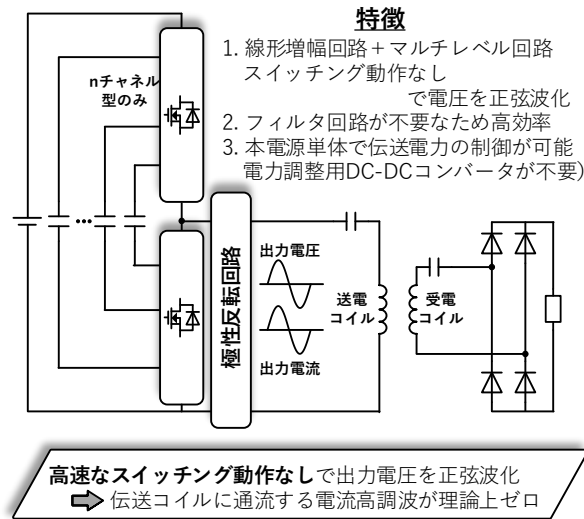 特徴
1. 線形増幅回路＋マルチレベル回路
スイッチング動作なし
で電圧を正弦波化
2. フィルタ回路が不要なため高効率
3. 本電源単体で伝送電力の制御が可能
電力調整用DC-DCコンバータが不要)
nチャネル
型のみ
極性反転回路
出力電圧
出力電流
送電
コイル
受電
コイル
高速なスイッチング動作なしで出力電圧を正弦波化
伝送コイルに通流する電流高調波が理論上ゼロ